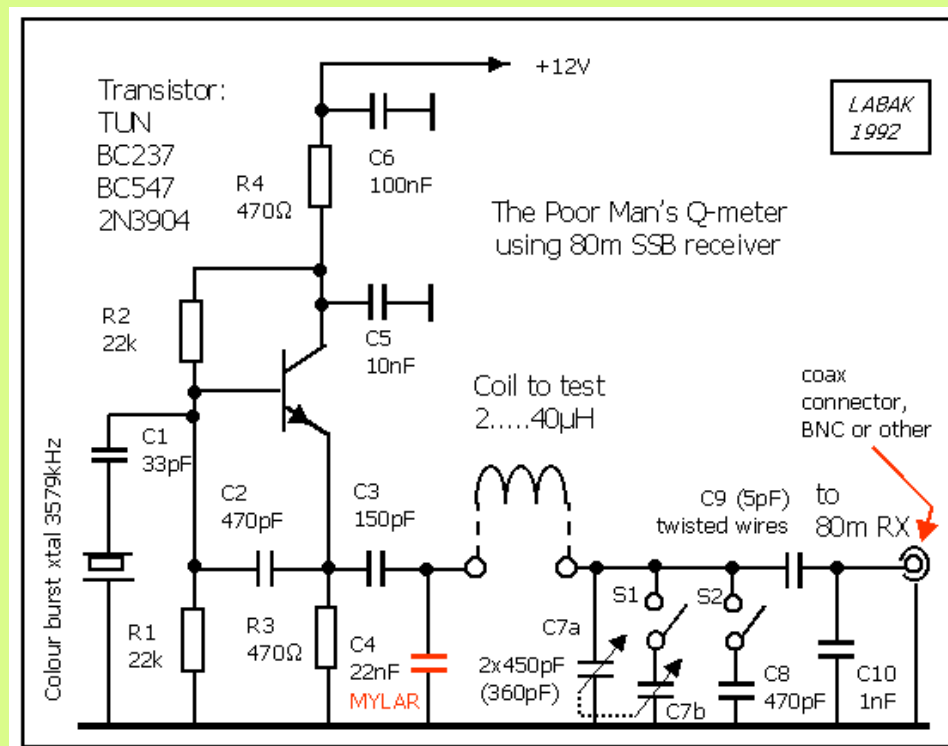 +12V
Transistor:
TUN
BC237
BC547
2N3904
LA8AK
1992
C6
100nF
R4
470Ω
The Poor Man's Q-meter
using 80m SSB receiver
R2
22k
C5
10nF
Coil to test
2.....40µH
coax
connector,
BNC or other
C1
33pF
C2
470pF
C3
150pF
C9 (5pF)
twisted wires
to
80m RX
Colour burst xtal 3579kHz
S1
S2
R1
22k
R3
470Ω
C4
22nF
MYLAR
C7a
2x450pF
(360pF)
C7b
C8
470pF
C10
1nF